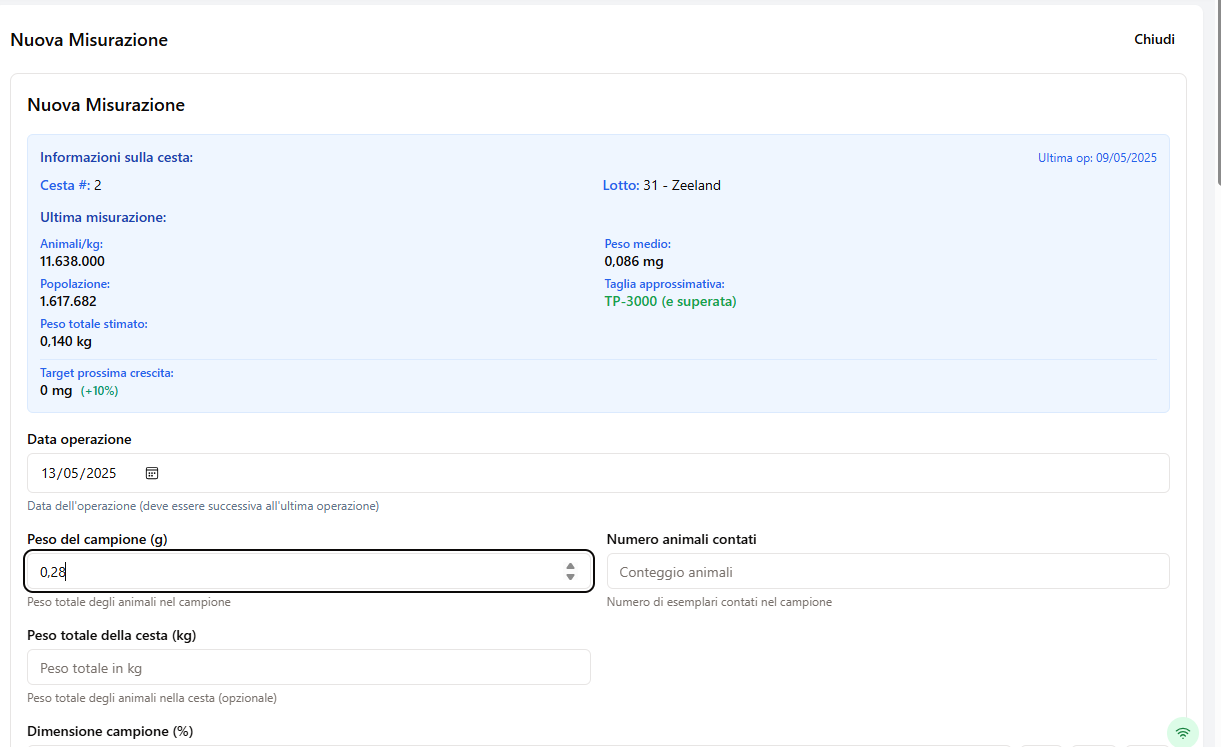 Nuova Misurazione
Chiudi
Nuova Misurazione
Informazioni sulla cesta:
Ultima op: 09/05/2025
Cesta #: 2
Lotto: 31 - Zeeland
Ultima misurazione:
Animali/kg:
11.638.000
Peso medio:
0,086 mg
Popolazione:
1.617.682
Taglia approssimativa:
TP-3000 (e superata)
Peso totale stimato:
0,140 kg
Target prossima crescita:
0 mg (+10%)
Data operazione
13/05/2025
Data dell'operazione (deve essere successiva all'ultima operazione)
Peso del campione (g)
0,28
Peso totale degli animali nel campione
Numero animali contati
Conteggio animali
Numero di esemplari contati nel campione
Peso totale della cesta (kg)
Peso totale in kg
Peso totale degli animali nella cesta (opzionale)
Dimensione campione (%)